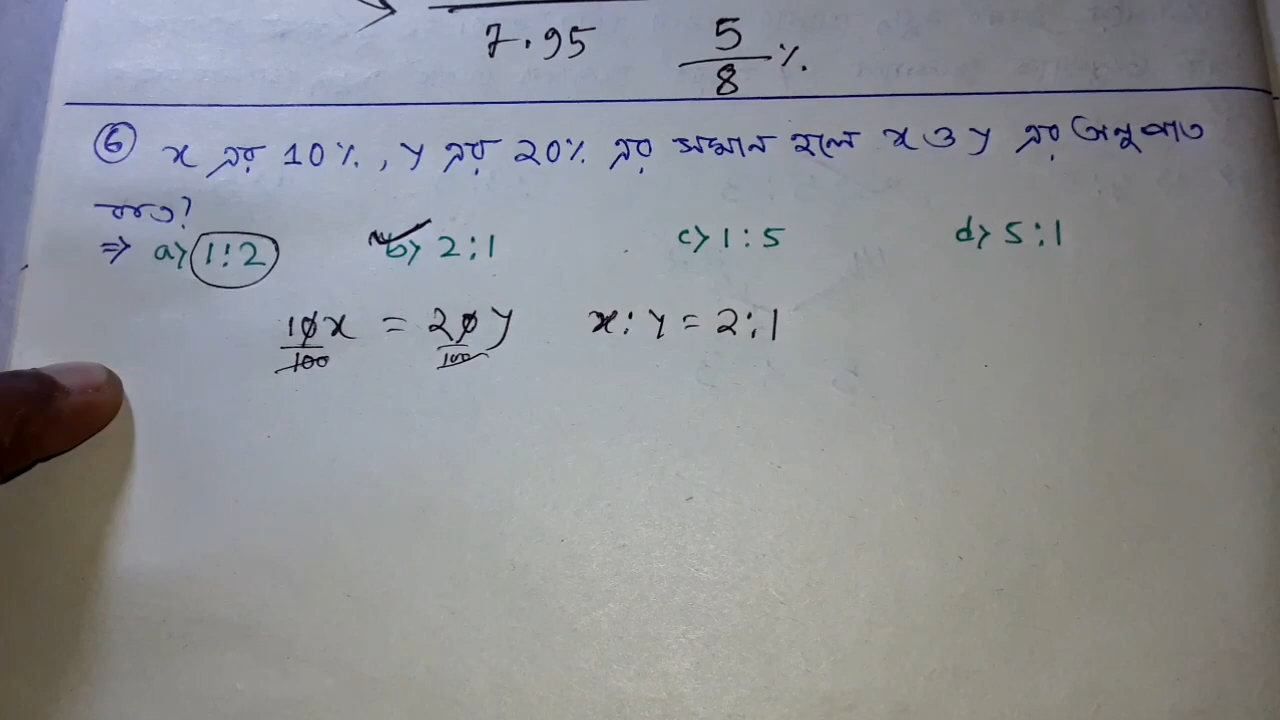 7.95 5/8 %
⑥ x এর 10%, y এর 20% এর সমান হলে x ও y এর অনুপাত
কত?
⇒ a> 1:2 b> 2:1 c> 1:5 d> 5:1
10x/100 = 20y/100 x:y = 2:1